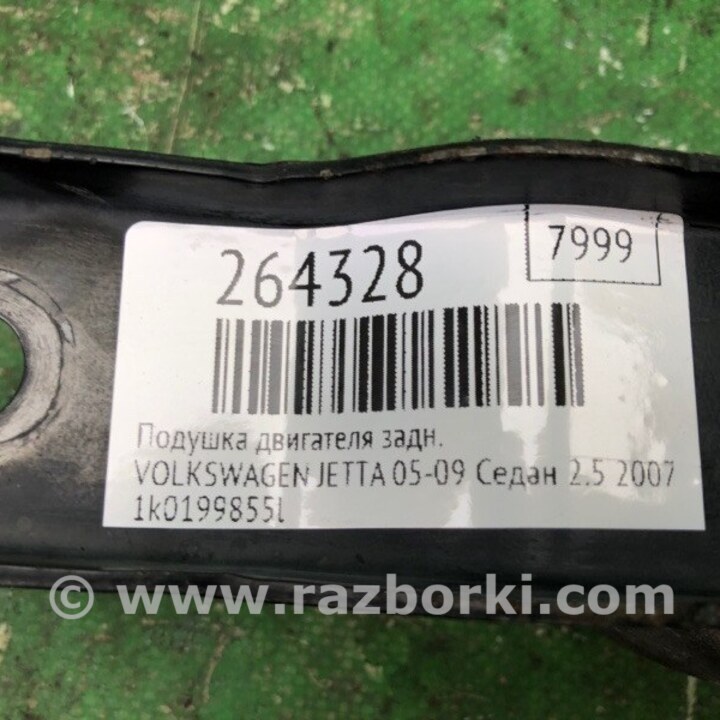 7999
264328
Подушка двигателя задн.
VOLKSWAGEN JETTA 05-09 Седан 2.5 2007
1k0199855l
© www.razborki.com